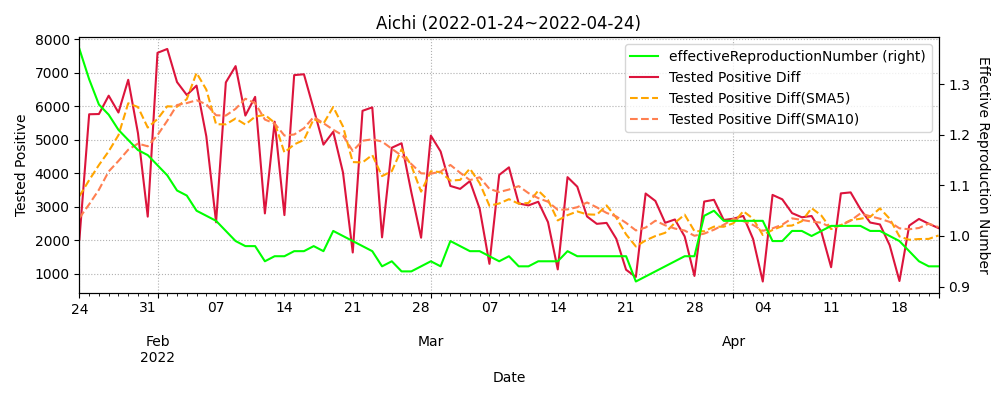 Aichi (2022-01-24~2022-04-24)
effectiveReproductionNumber (right)
Tested Positive Diff
Tested Positive Diff(SMA5)
Tested Positive Diff(SMA10)
Tested Positive
8000
7000
6000
5000
4000
3000
2000
1000
Effective Reproduction Number
1.3
1.2
1.1
1.0
0.9
24 31 07 14 21 28 07 14 21 28 04 11 18
Feb Mar Apr
2022
Date